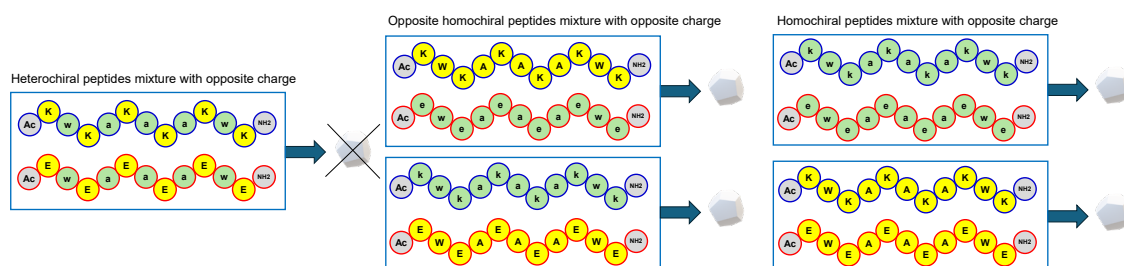 Heterochiral peptides mixture with opposite charge
Ac K w K a K a K a K w K NH2
Ac E w E a E a E a E w E NH2
Opposite homochiral peptides mixture with opposite charge
Ac K W K A K A K A K W K NH2
Ac e w e a e a e a e w e NH2
Ac k w k a k a k a k w k NH2
Ac E W E A E A E A E W E NH2
Homochiral peptides mixture with opposite charge
Ac k w k a k a k a k w k NH2
Ac e w e a e a e a e w e NH2
Ac K W K A K A K A K W K NH2
Ac E W E A E A E A E W E NH2